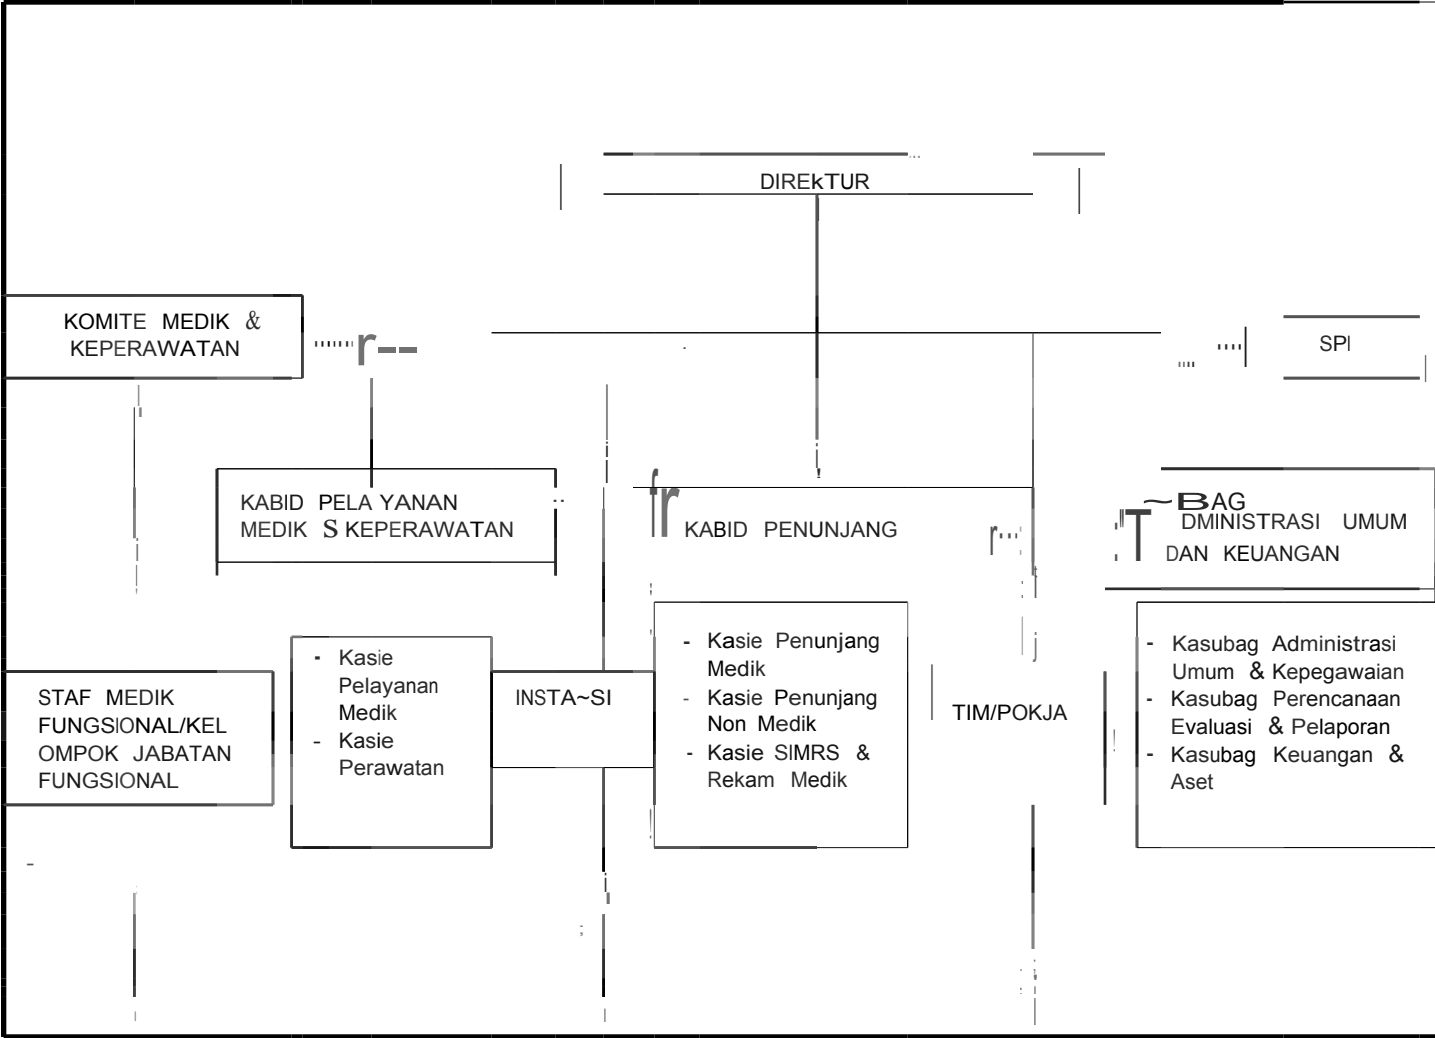 DIREkTUR
KOMITE MEDIK &
KEPERAWATAN
SPI
KABID PELA YANAN
MEDIK S KEPERAWATAN
KABID PENUNJANG
~BAG
DMINISTRASI UMUM
DAN KEUANGAN
STAF MEDIK
FUNGSIONAL/KEL
OMPOK JABATAN
FUNGSIONAL
- Kasie
Pelayanan
Medik
- Kasie
Perawatan
INSTA~SI
- Kasie Penunjang
Medik
- Kasie Penunjang
Non Medik
- Kasie SIMRS &
Rekam Medik
TIM/POKJA
- Kasubag Administrasi
Umum & Kepegawaian
- Kasubag Perencanaan
Evaluasi & Pelaporan
- Kasubag Keuangan &
Aset